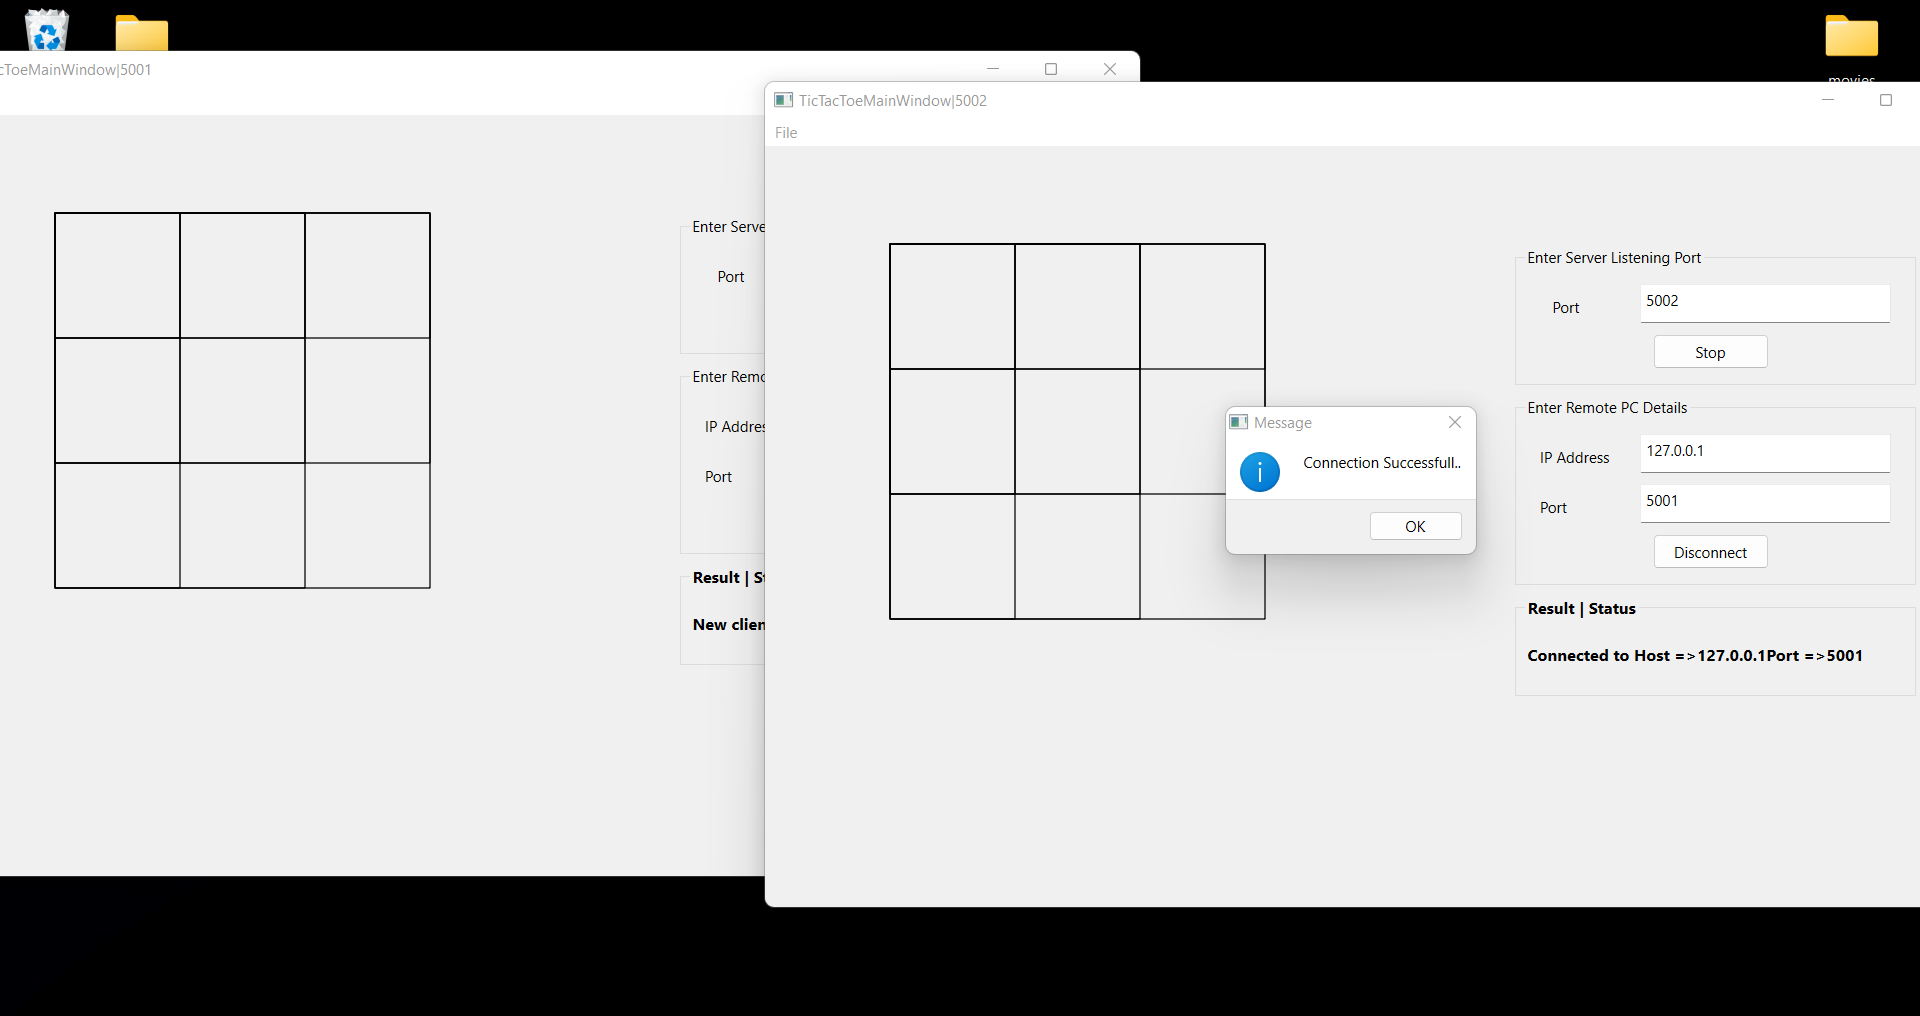 cToeMainWindow|5001
Enter Serve
Port
Enter Remo
IP Addres
Port
Result | St
New clien
movies
TicTacToeMainWindow|5002
File
Enter Server Listening Port
Port
5002
Stop
Enter Remote PC Details
IP Address
127.0.0.1
Port
5001
Disconnect
Result | Status
Connected to Host =>127.0.0.1Port =>5001
Message
Connection Successfull..
OK